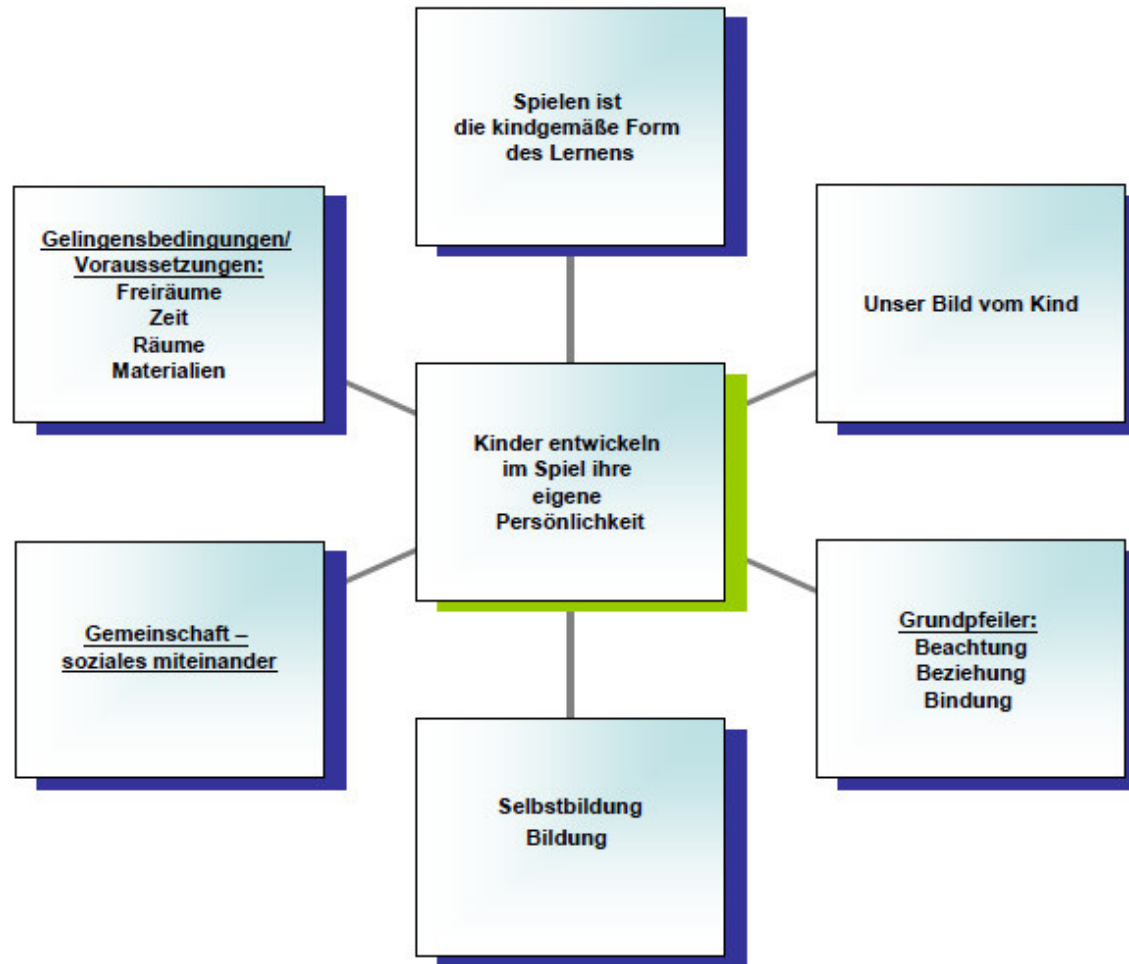 Spielen ist
die kindgemäße Form
des Lernens
Gelingensbedingungen/
Voraussetzungen:
Freiräume
Zeit
Räume
Materialien
Unser Bild vom Kind
Kinder entwickeln
im Spiel ihre
eigene
Persönlichkeit
Gemeinschaft –
soziales miteinander
Grundpfeiler:
Beachtung
Beziehung
Bindung
Selbstbildung
Bildung